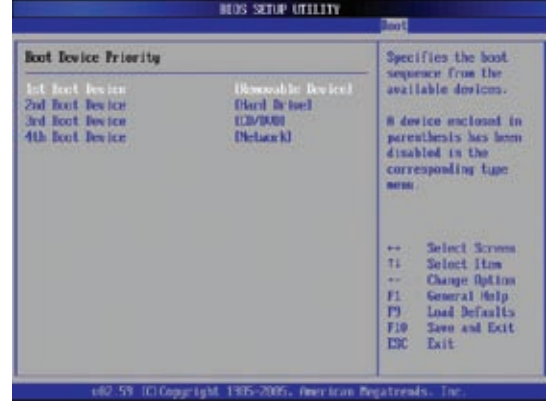 BIOS SETUP UTILITY
Boot
Boot Device Priority
1st Boot Device [Removable Device]
2nd Boot Device [Hard Drive]
3rd Boot Device [CD/DVD]
4th Boot Device [Network]
Specifies the boot
sequence from the
available devices.
A device enclosed in
parenthesis has been
disabled in the
corresponding type
menu.
Select Screen
↑↓ Select Item
Change Option
F1 General Help
F9 Load Defaults
F10 Save and Exit
ESC Exit
v02.59 (C)Copyright 1985-2005, American Megatrends, Inc.